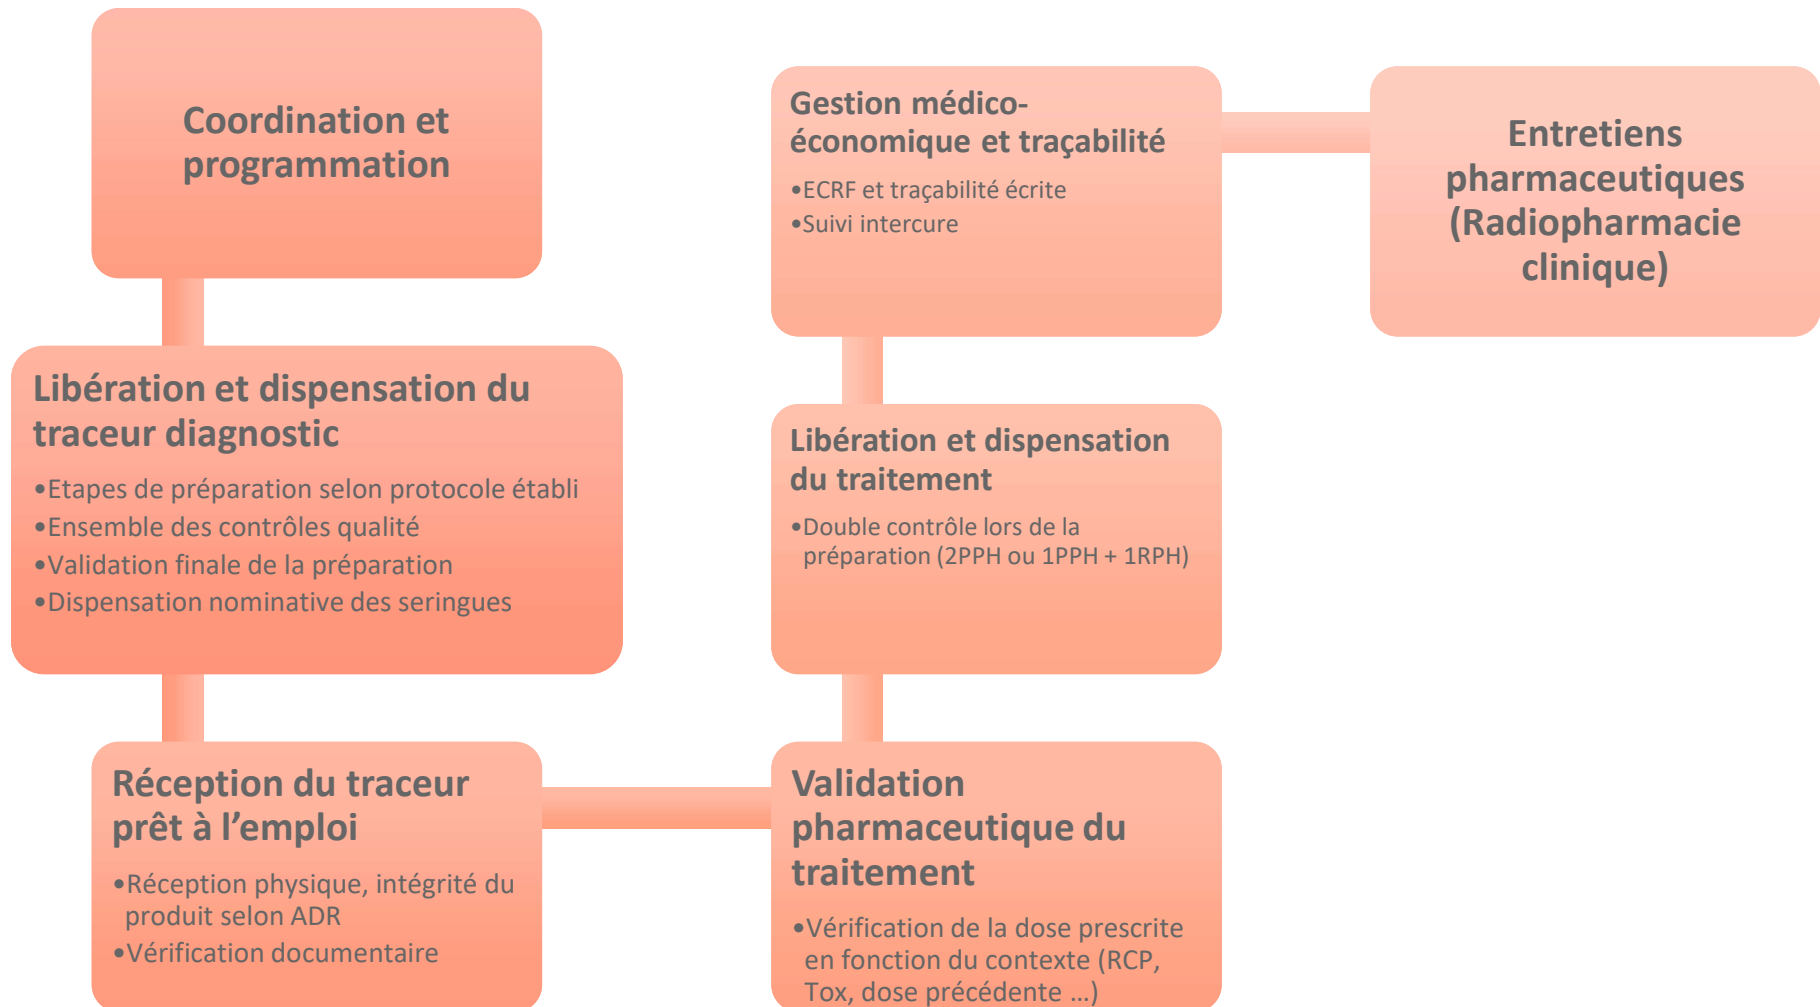 Coordination et
programmation
Libération et dispensation du
traceur diagnostic
•Etapes de préparation selon protocole établi
•Ensemble des contrôles qualité
•Validation finale de la préparation
•Dispensation nominative des seringues
Réception du traceur
prêt à l’emploi
•Réception physique, intégrité du
produit selon ADR
•Vérification documentaire
Validation
pharmaceutique du
traitement
•Vérification de la dose prescrite
en fonction du contexte (RCP,
Tox, dose précédente …)
Libération et dispensation
du traitement
•Double contrôle lors de la
préparation (2PPH ou 1PPH + 1RPH)
Gestion médico-
économique et traçabilité
•ECRF et traçabilité écrite
•Suivi intercure
Entretiens
pharmaceutiques
(Radiopharmacie
clinique)